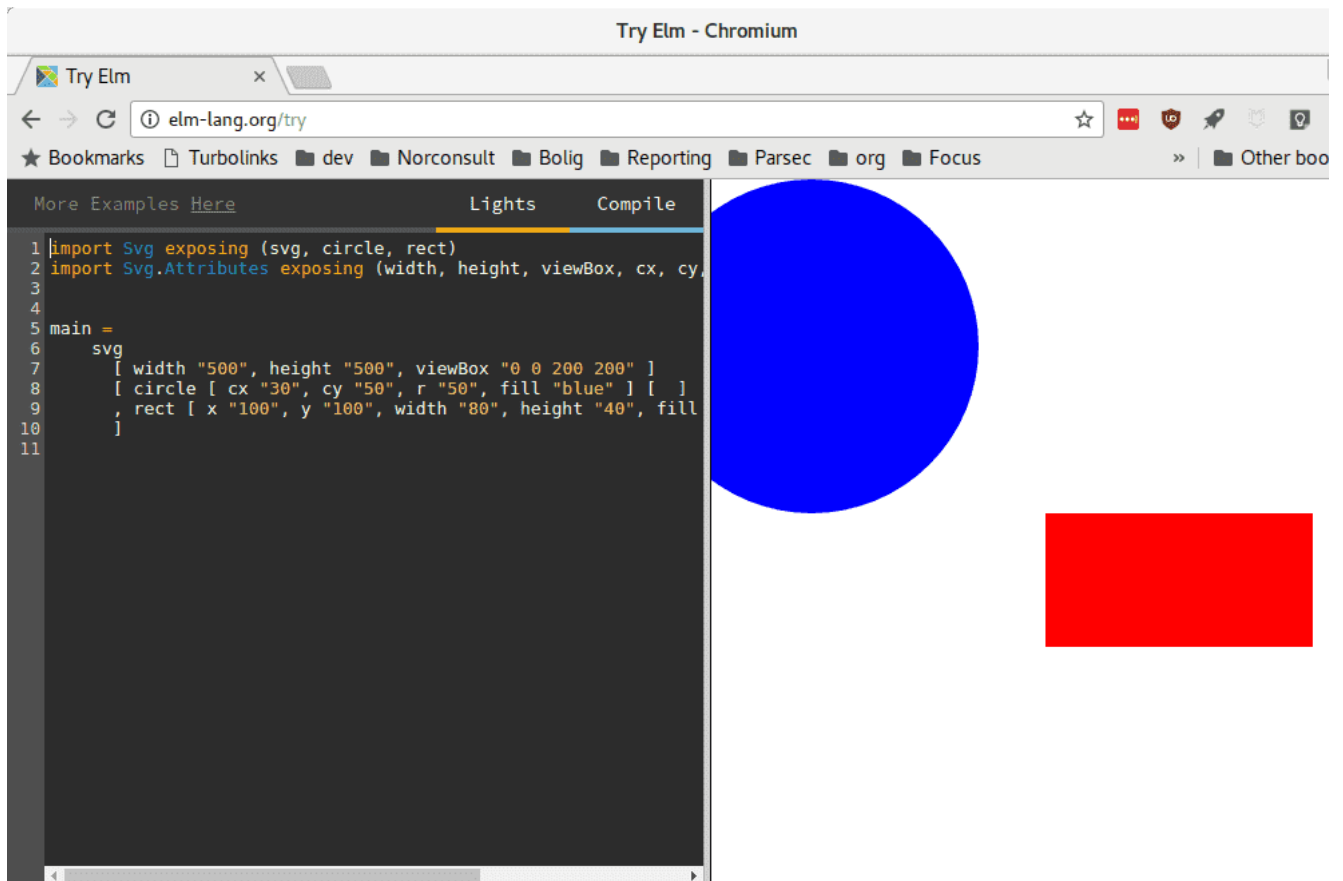 Try Elm - Chromium
Try Elm ×
elm-lang.org/try
Bookmarks Turbolinks dev Norconsult Bolig Reporting Parsec org Focus » Other boo
More Examples Here Lights Compile
1 import Svg exposing (svg, circle, rect)
2 import Svg.Attributes exposing (width, height, viewBox, cx, cy,
3
4
5 main =
6     svg
7       [ width "500", height "500", viewBox "0 0 200 200" ]
8       [ circle [ cx "30", cy "50", r "50", fill "blue" ] [  ]
9       , rect [ x "100", y "100", width "80", height "40", fill
10       ]
11